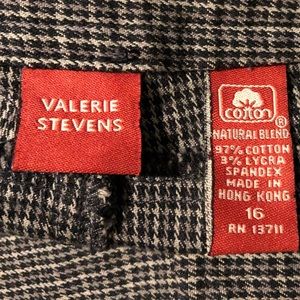 VALERIE
STEVENS
cotton
®
NATURAL BLEND
97% COTTON
3% LYCRA
SPANDEX
MADE IN
HONG KONG
16
RN 13711